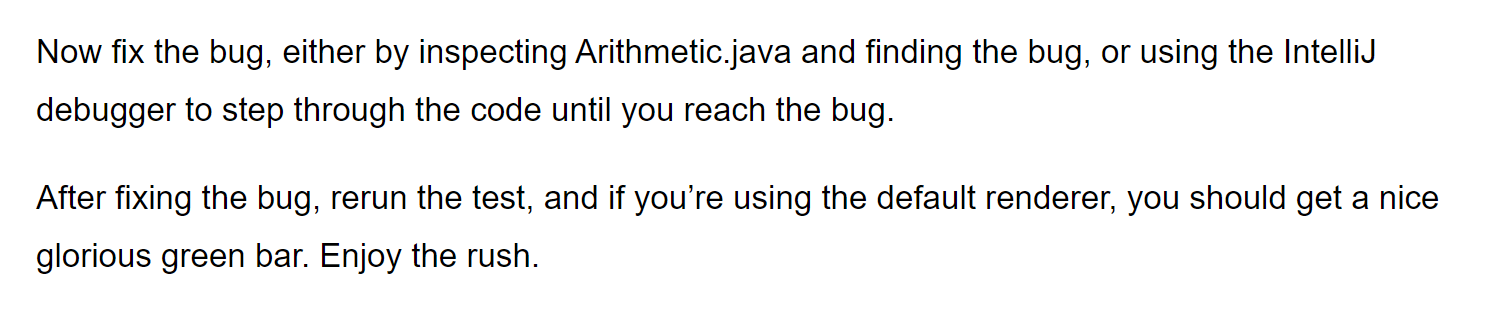 Now fix the bug, either by inspecting Arithmetic.java and finding the bug, or using the IntelliJ
debugger to step through the code until you reach the bug.
After fixing the bug, rerun the test, and if you’re using the default renderer, you should get a nice
glorious green bar. Enjoy the rush.